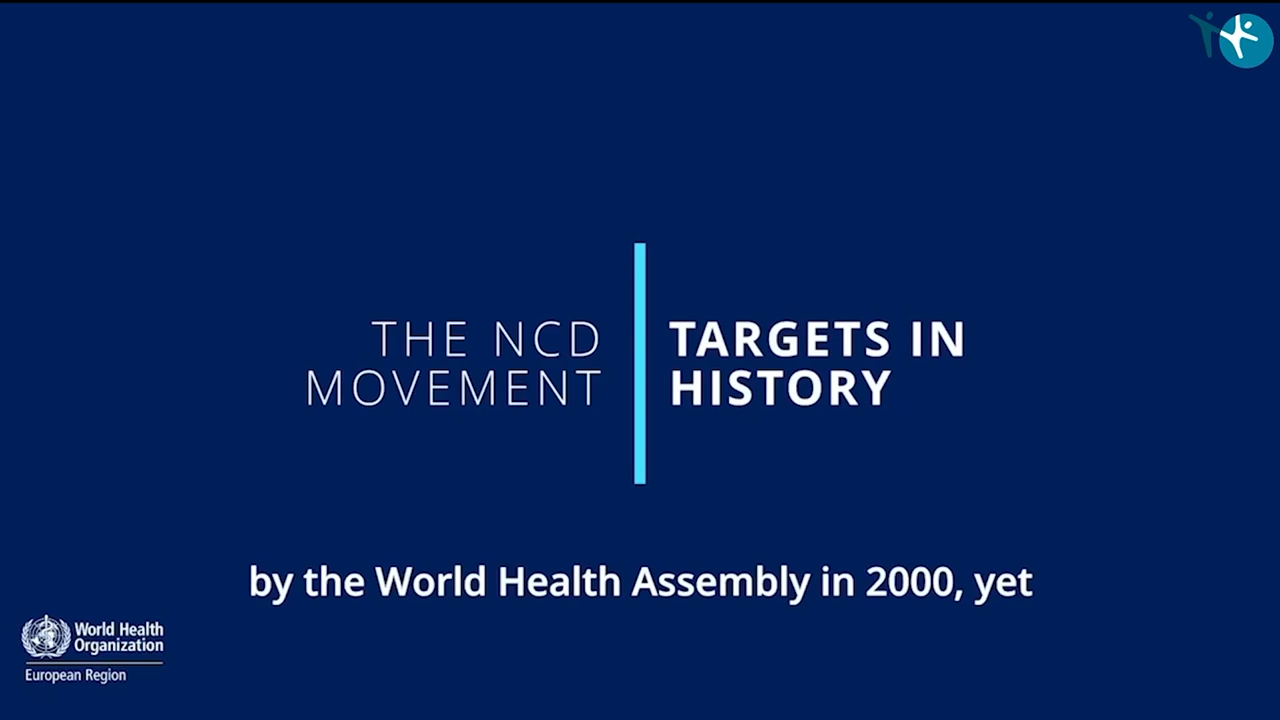 THE NCD
MOVEMENT
TARGETS IN
HISTORY
by the World Health Assembly in 2000, yet
World Health
Organization
European Region